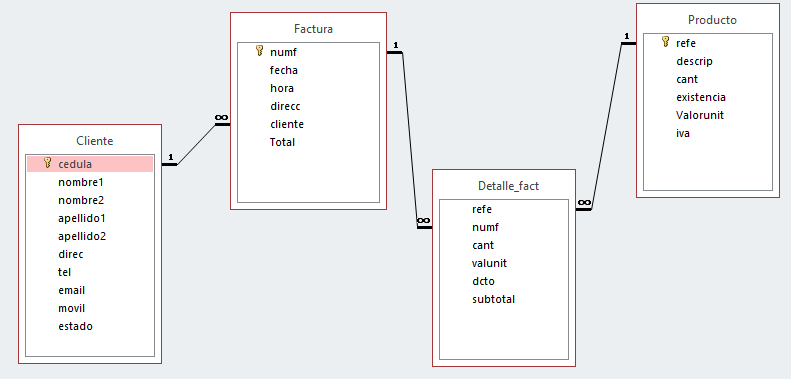 Cliente
cedula
nombre1
nombre2
apellido1
apellido2
direc
tel
email
movil
estado
1
∞
Factura
numf
fecha
hora
direcc
cliente
Total
1
∞
Detalle_fact
refe
numf
cant
valunit
dcto
subtotal
∞
1
Producto
refe
descrip
cant
existencia
Valorunit
iva